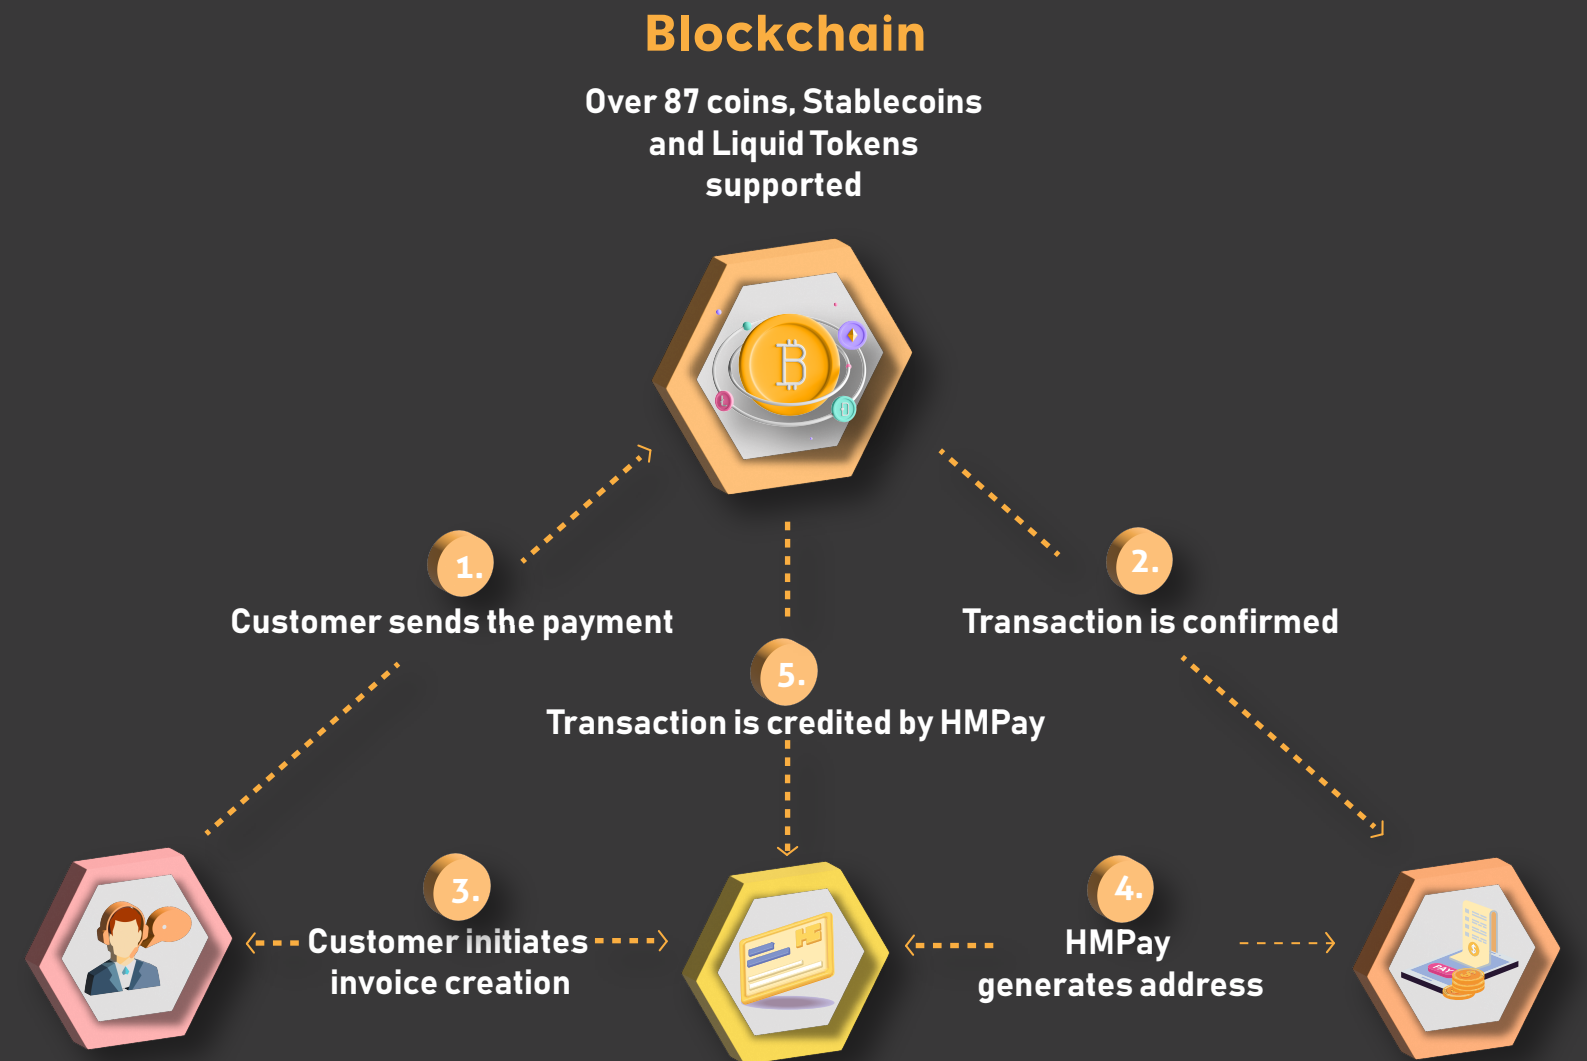 Blockchain
Over 87 coins, Stablecoins
and Liquid Tokens
supported
1.
Customer sends the payment
2.
Transaction is confirmed
5.
Transaction is credited by HMPay
3.
Customer initiates
invoice creation
4.
HMPay
generates address
PAY